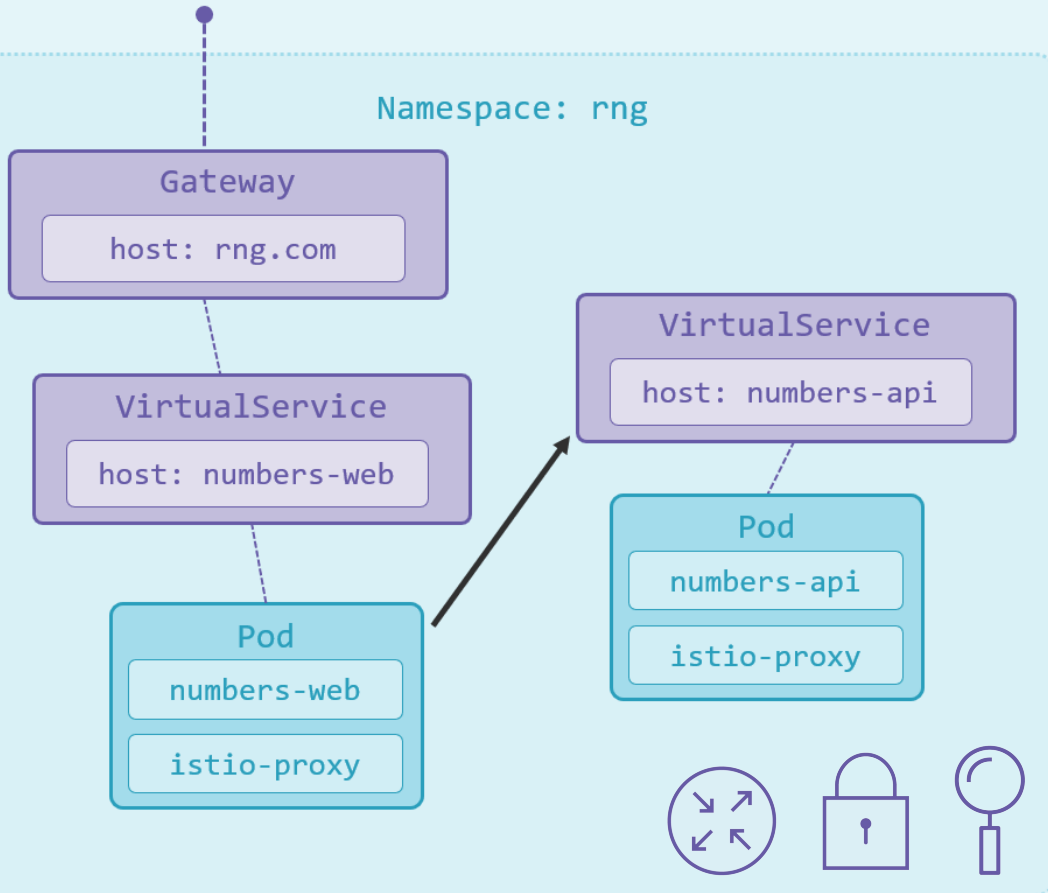 Namespace: rng
Gateway
host: rng.com
VirtualService
host: numbers-web
Pod
numbers-web
istio-proxy
VirtualService
host: numbers-api
Pod
numbers-api
istio-proxy